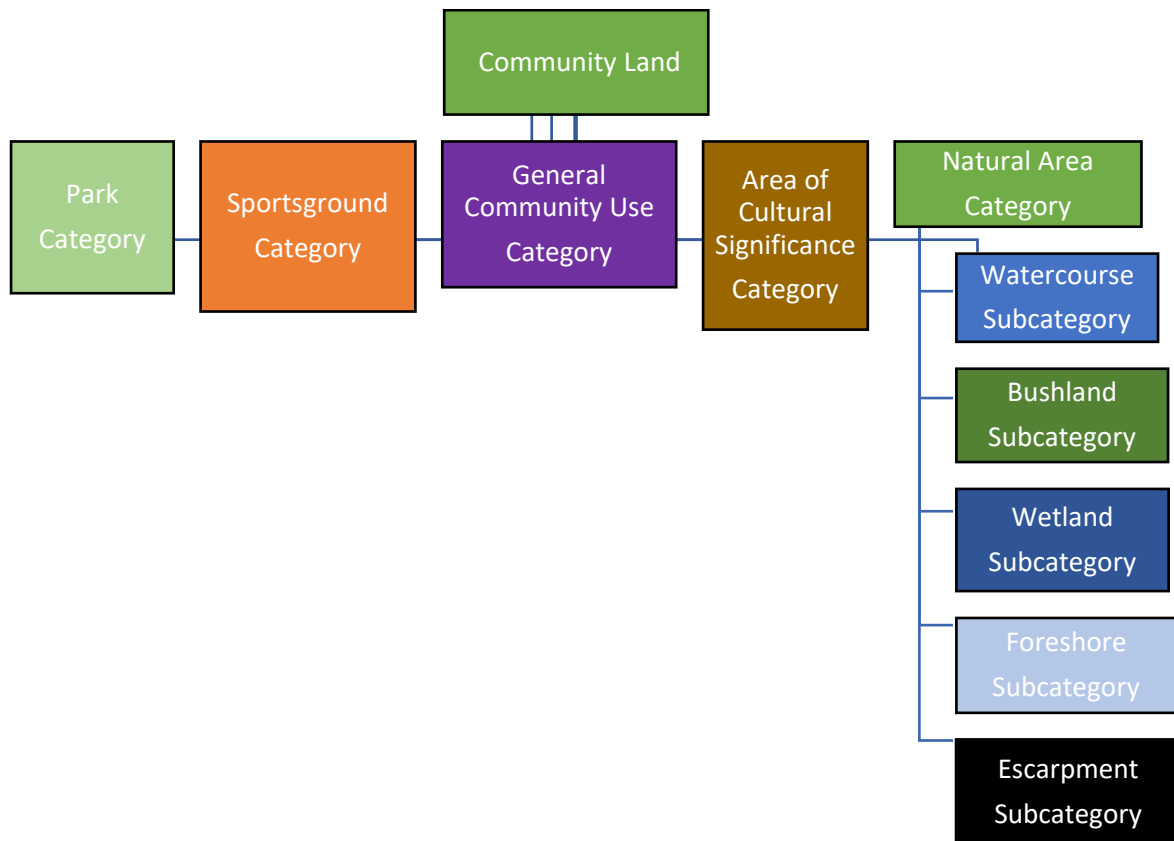 Community Land
Park
Category
Sportsground
Category
General
Community Use
Category
Area of
Cultural
Significance
Category
Natural Area
Category
Watercourse
Subcategory
Bushland
Subcategory
Wetland
Subcategory
Foreshore
Subcategory
Escarpment
Subcategory